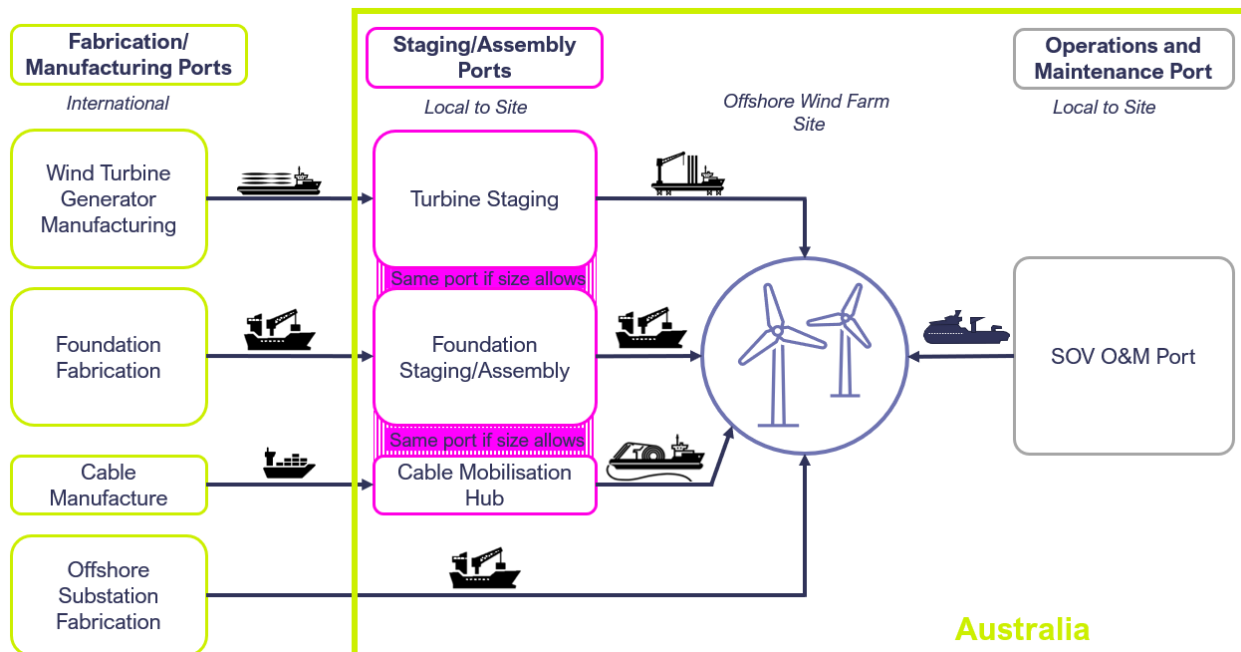 Fabrication/
Manufacturing Ports
International
Staging/Assembly
Ports
Local to Site
Offshore Wind Farm
Site
Operations and
Maintenance Port
Local to Site
Wind Turbine
Generator
Manufacturing
Turbine Staging
Same port if size allows
Foundation
Fabrication
Foundation
Staging/Assembly
SOV O&M Port
Same port if size allows
Cable
Manufacture
Cable Mobilisation
Hub
Offshore
Substation
Fabrication
Australia